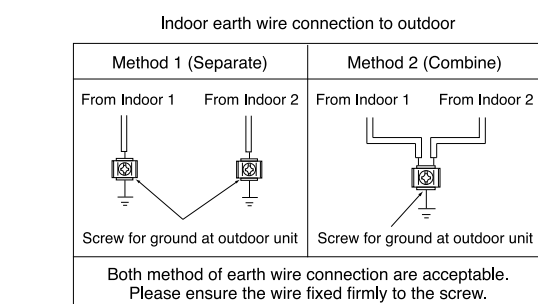 Indoor earth wire connection to outdoor
Method 1 (Separate)
Method 2 (Combine)
From Indoor 1 From Indoor 2
From Indoor 1 From Indoor 2
Screw for ground at outdoor unit
Screw for ground at outdoor unit
Both method of earth wire connection are acceptable.
Please ensure the wire fixed firmly to the screw.